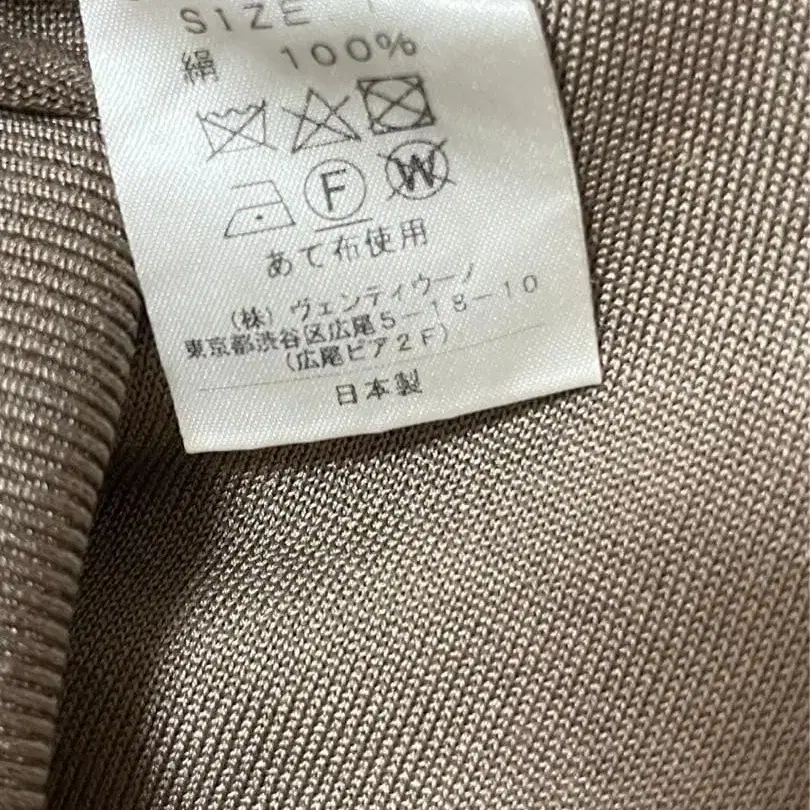 SIZE
絹 100%
F W
あて布使用
(株)ヴェンティウーノ
東京都渋谷区広尾5-18-10
(広尾ピア2F)
日本製